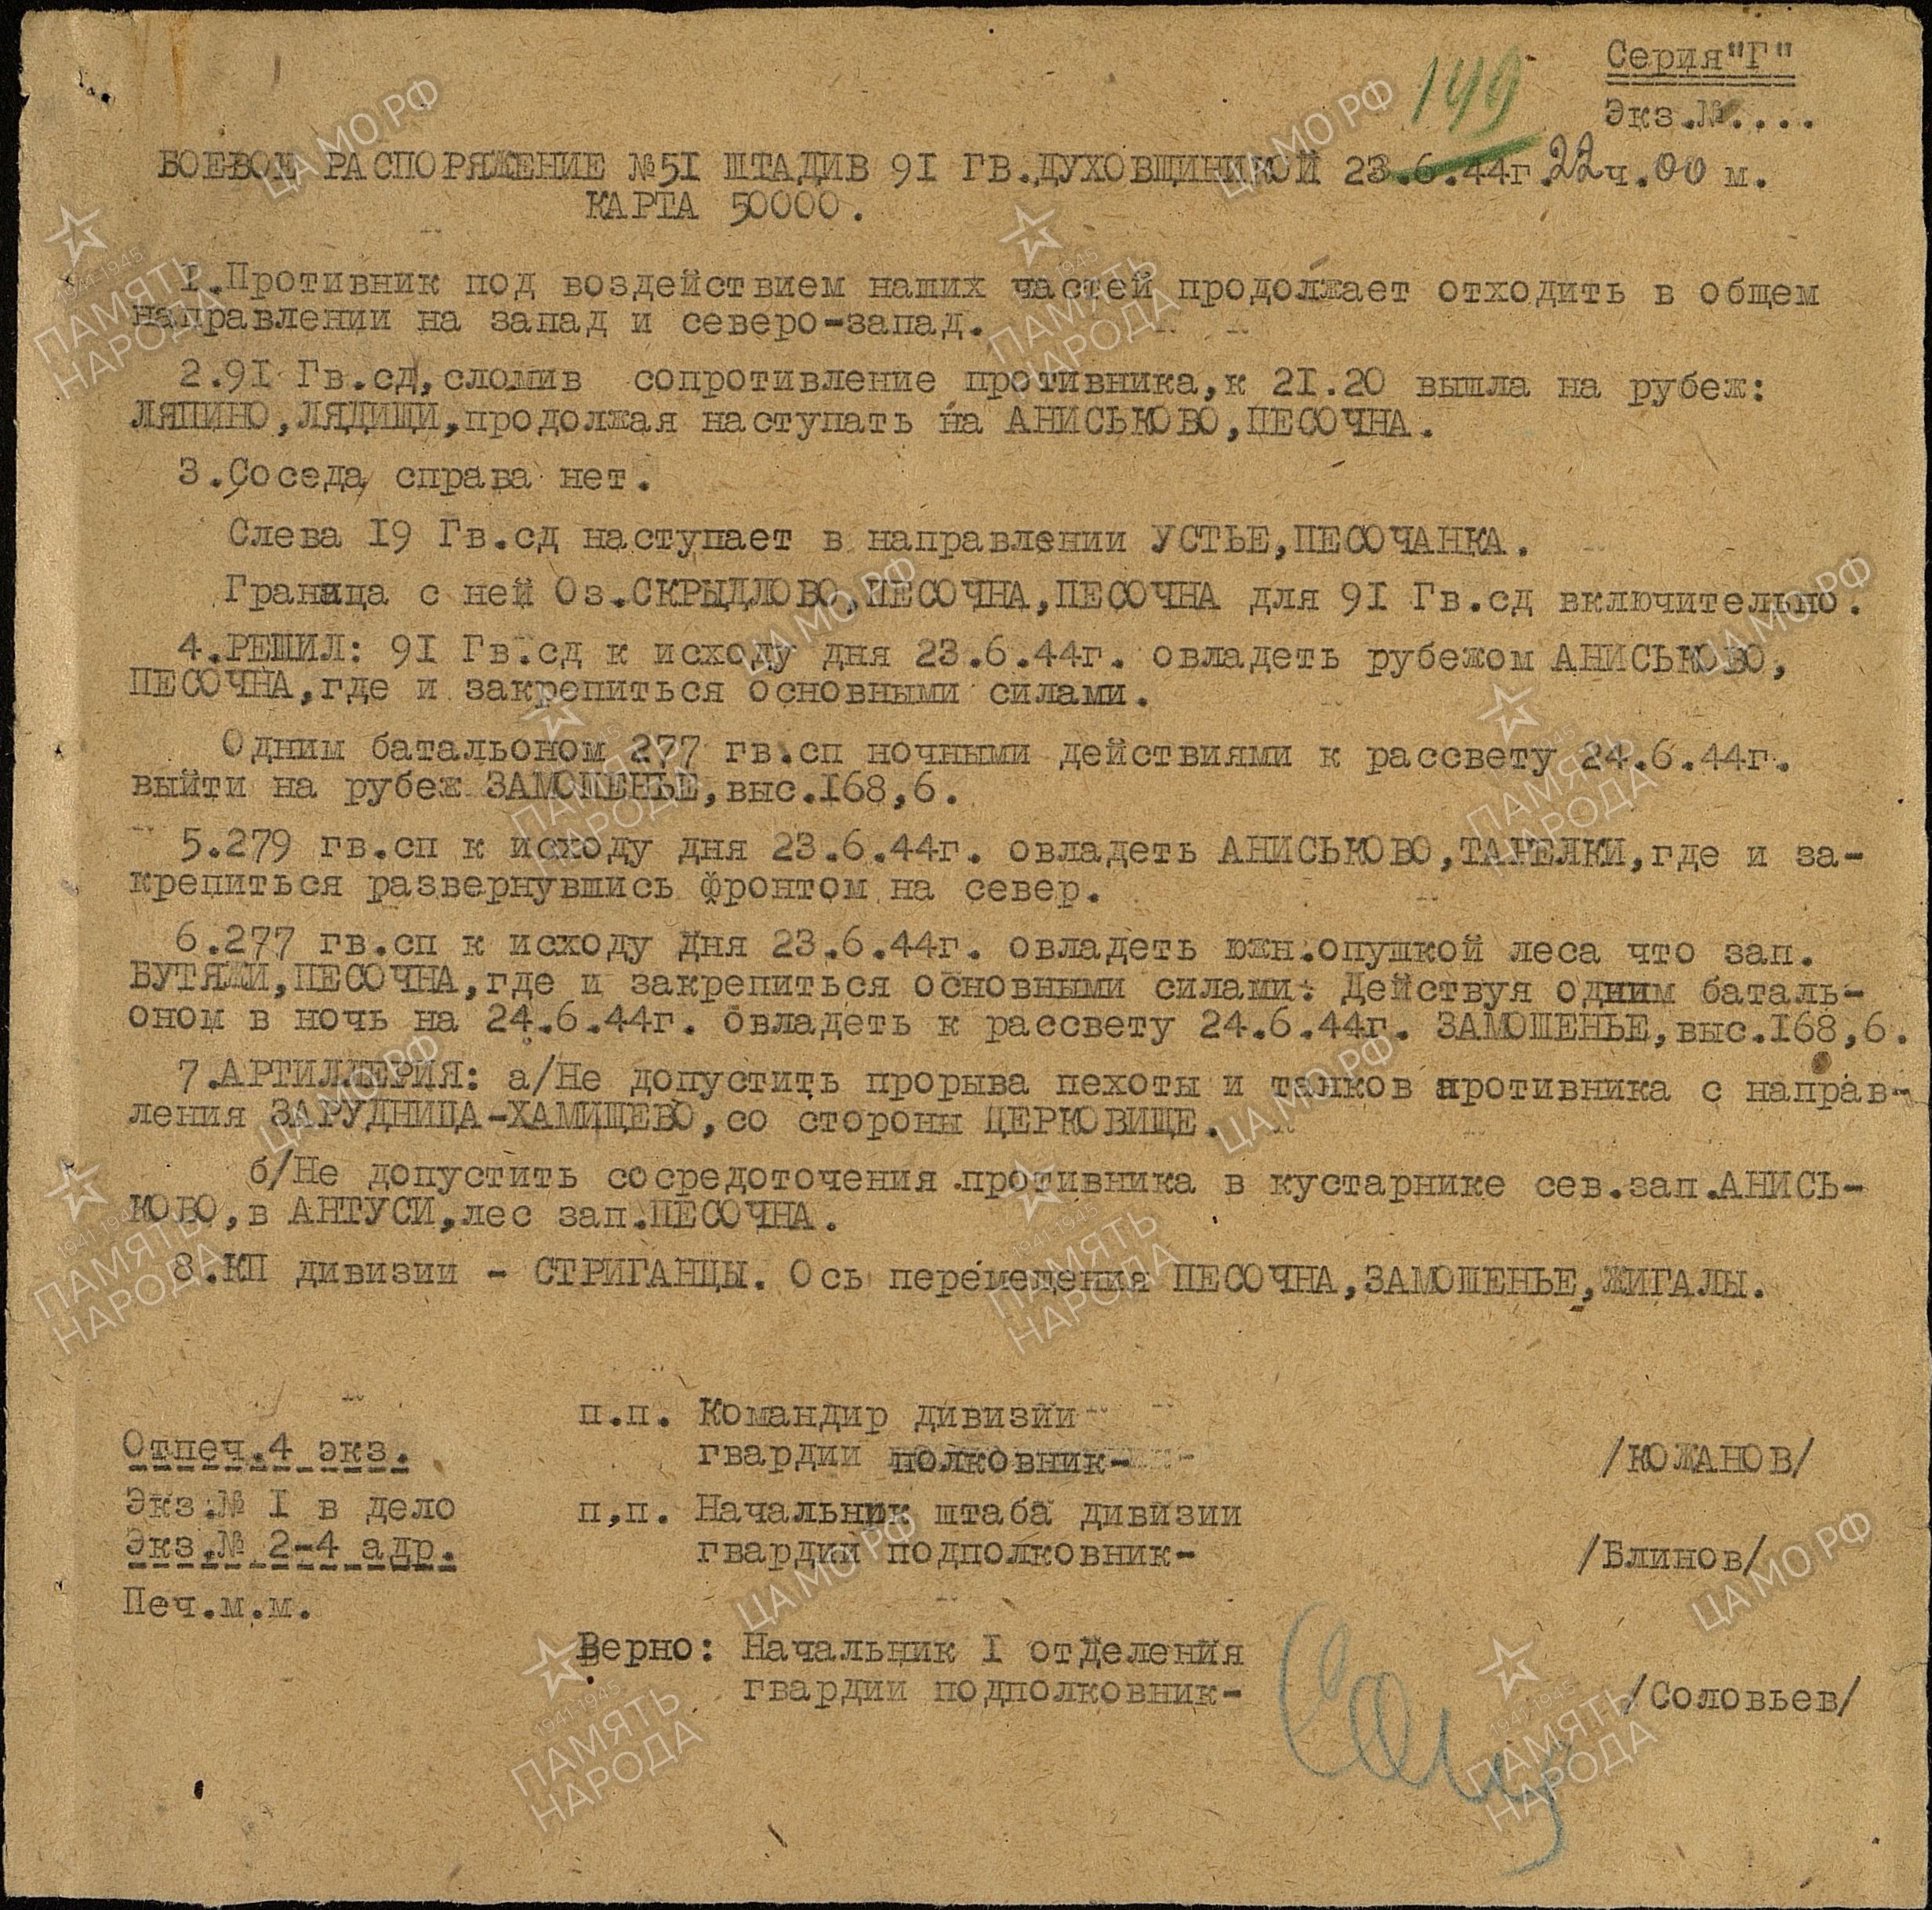 Серия"Г"
149
Экз.№....
БОЕВОЕ РАСПОРЯЖЕНИЕ №51 ШТАДИВ 91 ГВ.ДУХОВЩИНИКОЙ 23.6.44г.22ч.00 м.
КАРТА 50000.
1.Противник под воздействием наших частей продолжает отходить в общем
направлении на запад и северо-запад.
2.91 Гв.сд,сломив сопротивление противника,к 21.20 вышла на рубеж:
ЛЯПИНО,ЛЯДИЩИ,продолжая наступать на АНИСЬКОВО,ПЕСОЧНА.
3.Соседа справа нет.
Слева 19 Гв.сд наступает в направлении УСТЬЕ,ПЕСОЧАНКА.
Граница с ней Оз.СКРЫДЛОВО,ПЕСОЧНА,ПЕСОЧНА для 91 Гв.сд включительно.
4.РЕШИЛ: 91 Гв.сд к исходу дня 23.6.44г. овладеть рубежом АНИСЬКОВО,
ПЕСОЧНА,где и закрепиться основными силами.
Одним батальоном 277 гв.сп ночными действиями к рассвету 24.6.44г.
выйти на рубеж ЗАМОШЕНЬЕ,выс.168,6.
5.279 гв.сп к исходу дня 23.6.44г. овладеть АНИСЬКОВО,ТАРЕЛКИ,где и за-
крепиться развернувшись фронтом на север.
6.277 гв.сп к исходу дня 23.6.44г. овладеть южн.опушкой леса что зап.
БУТЯЖИ,ПЕСОЧНА,где и закрепиться основными силами. Действуя одним баталь-
оном в ночь на 24.6.44г. овладеть к рассвету 24.6.44г. ЗАМОШЕНЬЕ,выс.168,6.
7.АРТИЛЛЕРИЯ: а/Не допустить прорыва пехоты и танков противника с направ-
ления ЗАРУДНИЦА-ХАМИЩЕВО,со стороны ЦЕРКОВИЩЕ.
б/Не допустить сосредоточения противника в кустарнике сев.зап.АНИСЬ-
КОВО,в АНТУСИ,лес зап.ПЕСОЧНА.
8.КП дивизии - СТРИГАНЦЫ. Ось перемещения ПЕСОЧНА,ЗАМОШЕНЬЕ,ЖИГАЛЫ.
п.п. Командир дивизии
гвардии полковник- /КОЖАНОВ/
Отпеч.4 экз.
Экз.№ 1 в дело
Экз.№ 2-4 адр.
Печ.м.м.
п,п. Начальник штаба дивизии
гвардии подполковник- /Блинов/
Верно: Начальник 1 отделения
гвардии подполковник- /Соловьев/
ЦАМО РФ
1941-1945
ПАМЯТЬ
НАРОДА